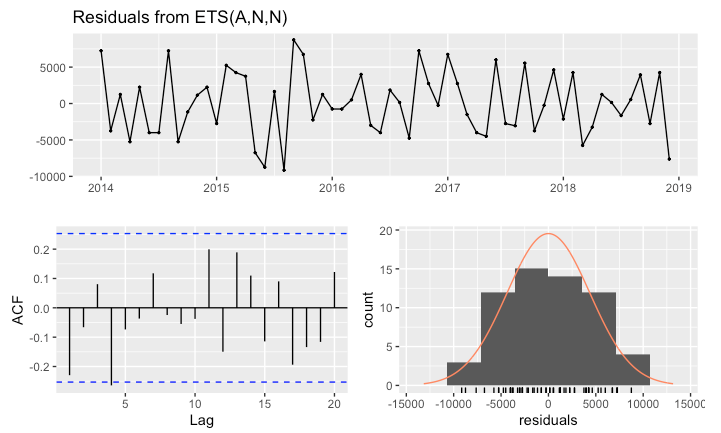 Residuals from ETS(A,N,N)
5000
0
-5000
-10000
2014 2015 2016 2017 2018 2019
0.2
0.1
0.0
-0.1
-0.2
ACF
5 10 15 20
Lag
20
15
10
5
0
count
-15000 -10000 -5000 0 5000 10000 15000
residuals